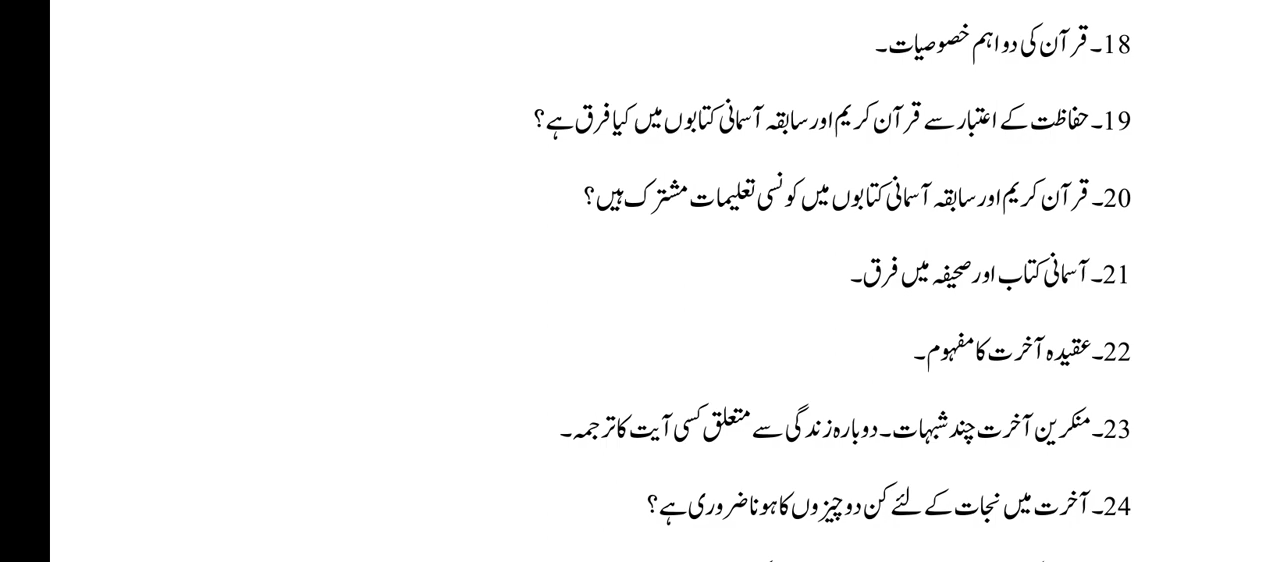 18۔ قرآن کی دو اہم خصوصیات۔
19۔ حفاظت کے اعتبار سے قرآن کریم اور سابقہ آسمانی کتابوں میں کیا فرق ہے؟
20۔ قرآن کریم اور سابقہ آسمانی کتابوں میں کونسی تعلیمات مشترک ہیں؟
21۔ آسمانی کتاب اور صحیفہ میں فرق۔
22۔ عقیدہ آخرت کا مفہوم۔
23۔ منکرین آخرت چند شبہات۔ دوبارہ زندگی سے متعلق کسی آیت کا ترجمہ۔
24۔ آخرت میں نجات کے لئے کن دو چیزوں کا ہونا ضروری ہے؟